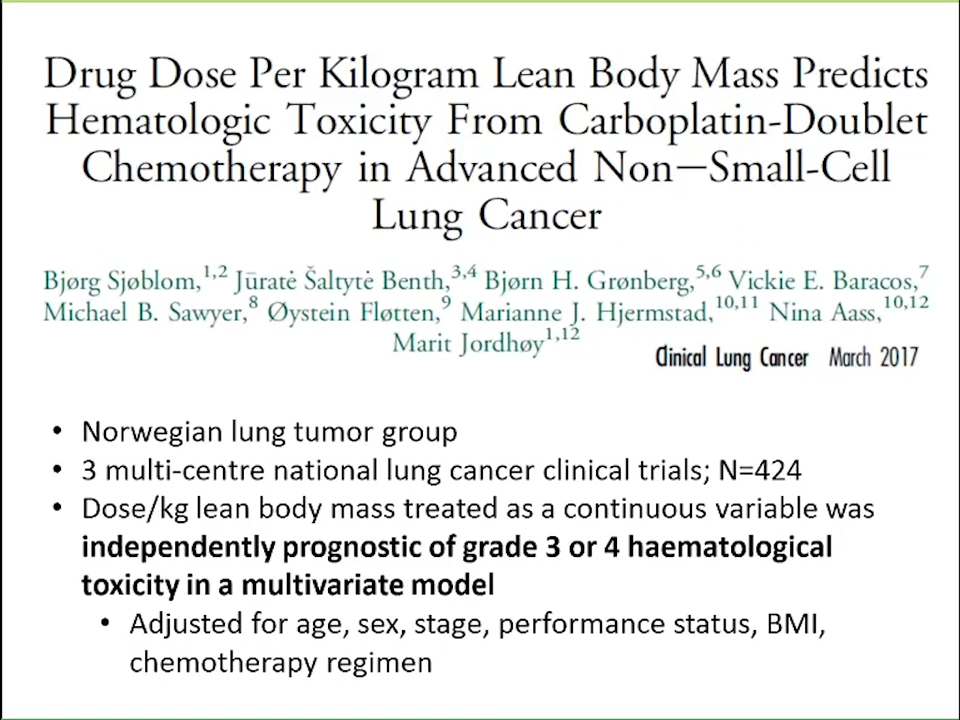 Drug Dose Per Kilogram Lean Body Mass Predicts
Hematologic Toxicity From Carboplatin-Doublet
Chemotherapy in Advanced Non—Small-Cell
Lung Cancer
Bjørg Sjøblom,1,2 Jūratė Šaltytė Benth,3,4 Bjørn H. Grønberg,5,6 Vickie E. Baracos,7
Michael B. Sawyer,8 Øystein Fløtten,9 Marianne J. Hjermstad,10,11 Nina Aass,10,12
Marit Jordhøy1,12
Clinical Lung Cancer March 2017
• Norwegian lung tumor group
• 3 multi-centre national lung cancer clinical trials; N=424
• Dose/kg lean body mass treated as a continuous variable was
independently prognostic of grade 3 or 4 haematological
toxicity in a multivariate model
• Adjusted for age, sex, stage, performance status, BMI,
chemotherapy regimen